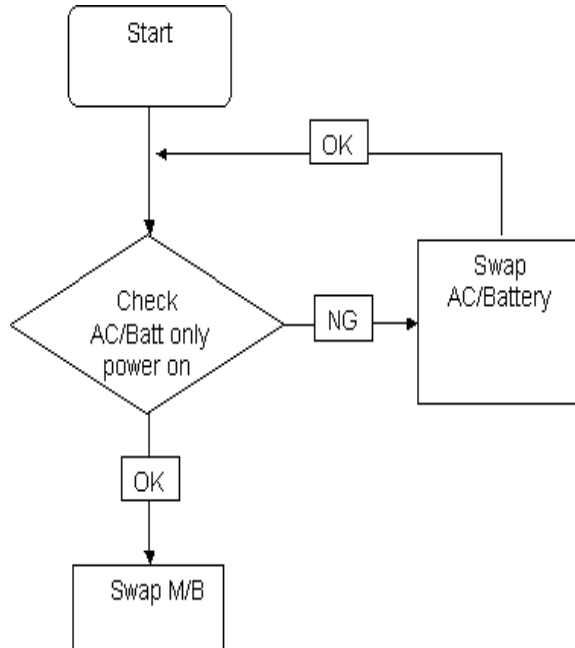 Start
OK
Swap
AC/Battery
Check
AC/Batt only
power on
NG
OK
Swap M/B